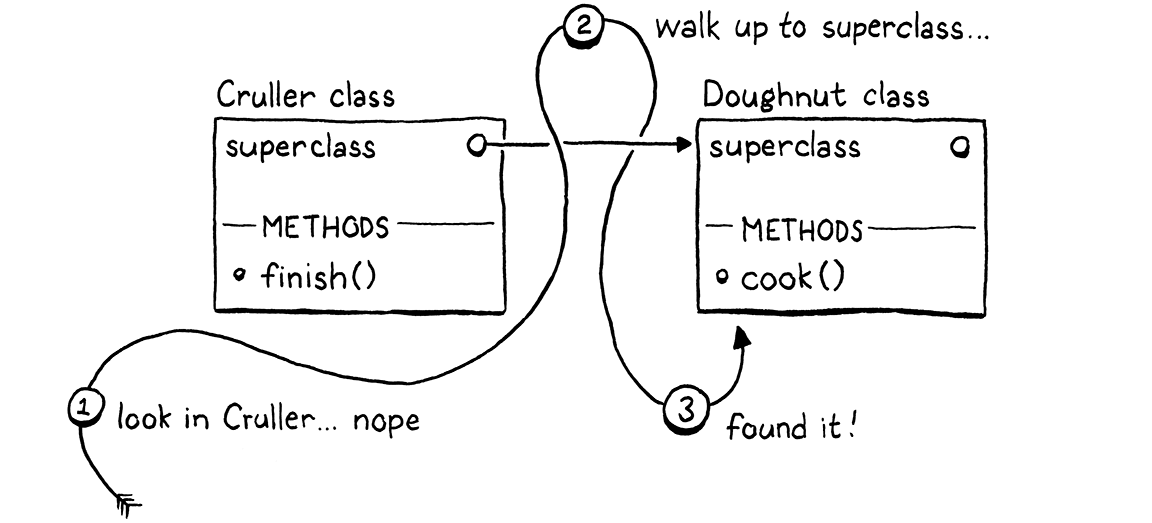 2
walk up to superclass...
Cruller class
superclass
METHODS
finish()
Doughnut class
superclass
METHODS
cook()
1
look in Cruller... nope
3
found it!